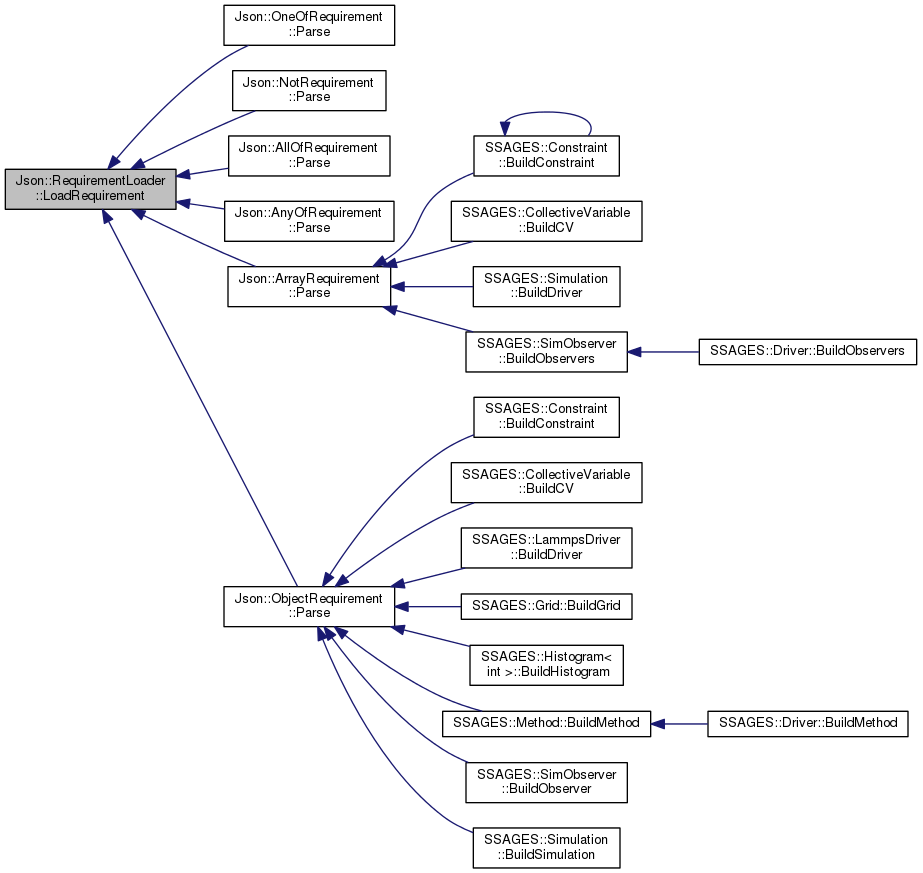 Json::OneOfRequirement
::Parse
Json::NotRequirement
::Parse
Json::AllOfRequirement
::Parse
Json::RequirementLoader
::LoadRequirement
Json::AnyOfRequirement
::Parse
Json::ArrayRequirement
::Parse
SSAGES::Constraint
::BuildConstraint
SSAGES::CollectiveVariable
::BuildCV
SSAGES::Simulation
::BuildDriver
SSAGES::SimObserver
::BuildObservers
SSAGES::Driver::BuildObservers
Json::ObjectRequirement
::Parse
SSAGES::Constraint
::BuildConstraint
SSAGES::CollectiveVariable
::BuildCV
SSAGES::LammpsDriver
::BuildDriver
SSAGES::Grid::BuildGrid
SSAGES::Histogram<
int >::BuildHistogram
SSAGES::Method::BuildMethod
SSAGES::Driver::BuildMethod
SSAGES::SimObserver
::BuildObserver
SSAGES::Simulation
::BuildSimulation